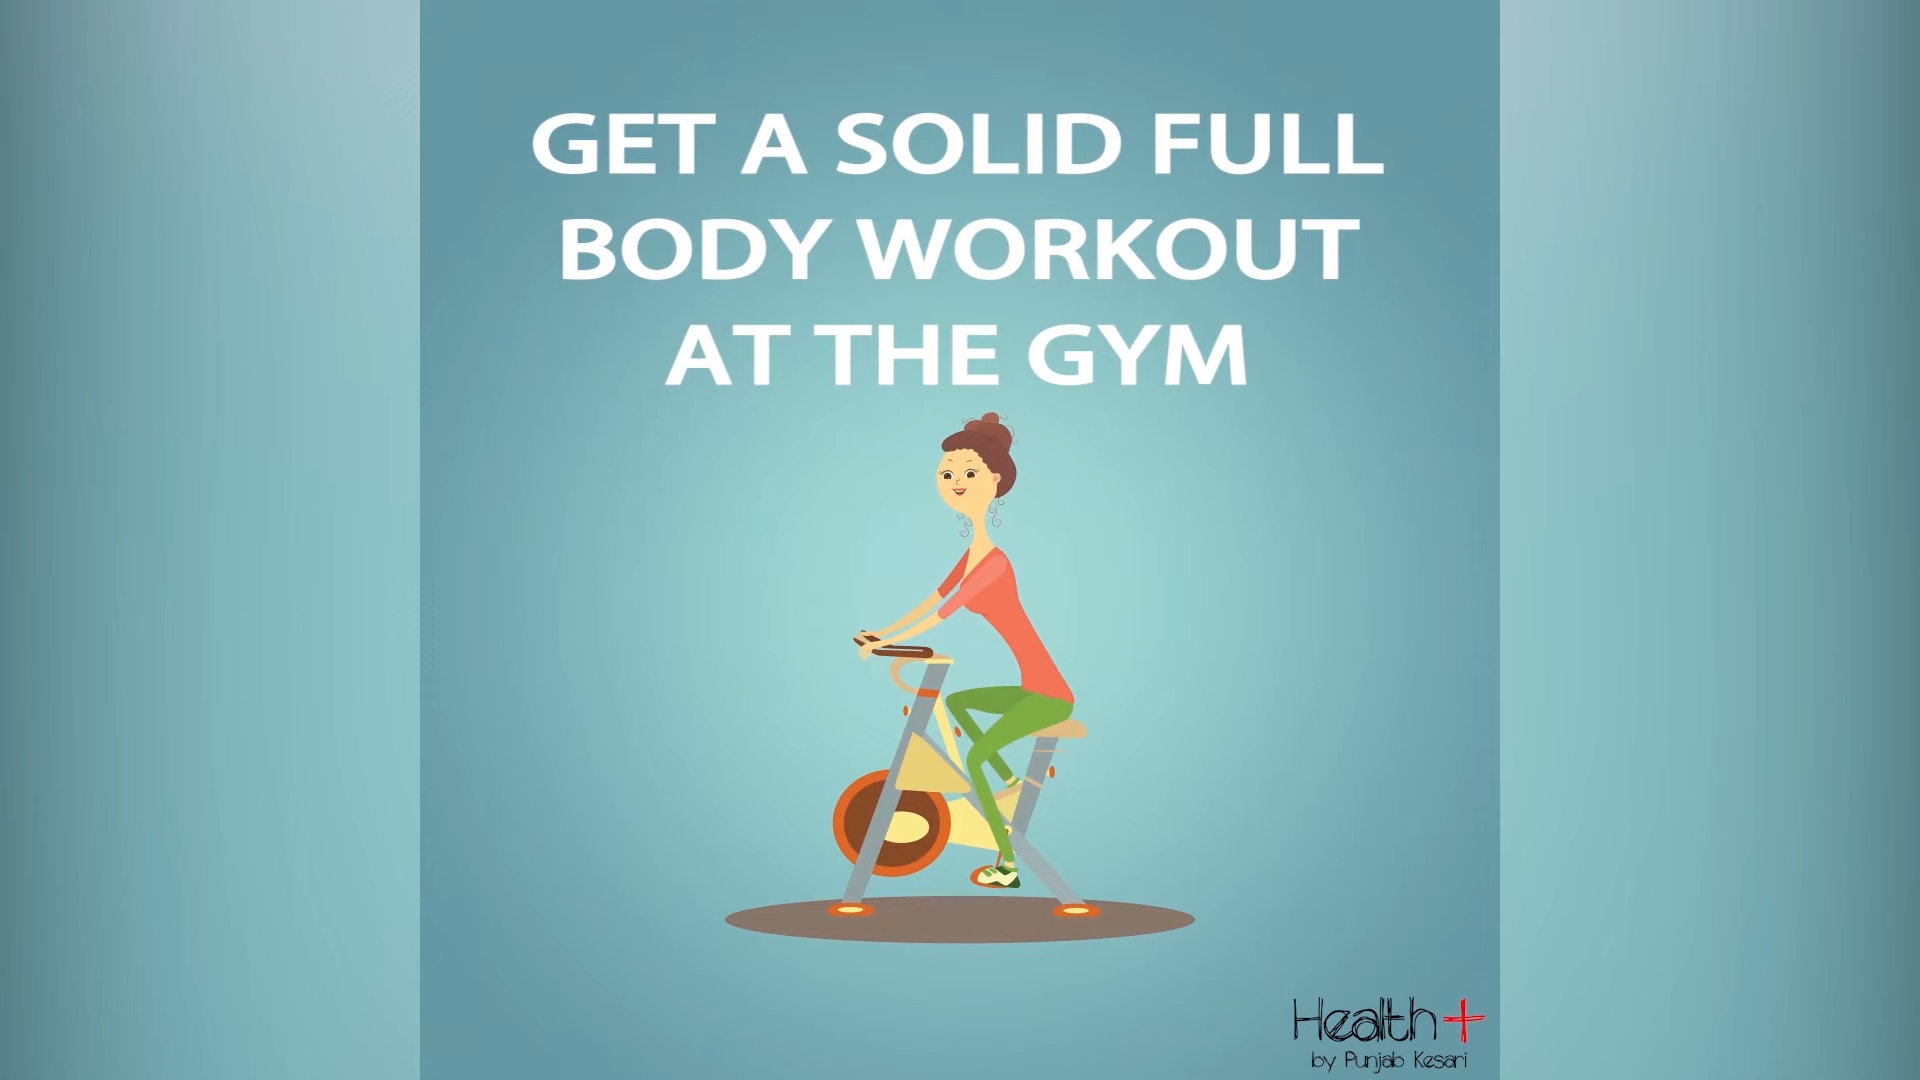 GET A SOLID FULL
BODY WORKOUT
AT THE GYM
Health+
by Punjab Kesari